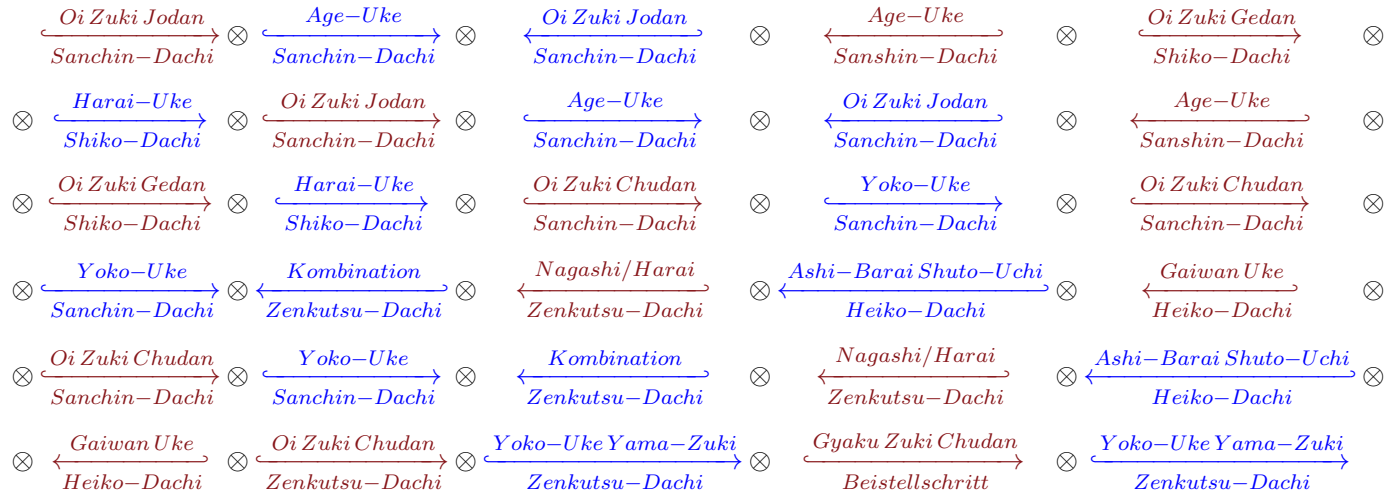 Oi Zuki Jodan Age−Uke Oi Zuki Jodan Age−Uke Oi Zuki Gedan
⊗ ⊗ ⊗ ⊗ ⊗
Sanchin−Dachi Sanchin−Dachi Sanchin−Dachi Sanshin−Dachi Shiko−Dachi
Harai−Uke Oi Zuki Jodan Age−Uke Oi Zuki Jodan Age−Uke
⊗ ⊗ ⊗ ⊗ ⊗ ⊗
Shiko−Dachi Sanchin−Dachi Sanchin−Dachi Sanchin−Dachi Sanshin−Dachi
Oi Zuki Gedan Harai−Uke Oi Zuki Chudan Yoko−Uke Oi Zuki Chudan
⊗ ⊗ ⊗ ⊗ ⊗ ⊗
Shiko−Dachi Shiko−Dachi Sanchin−Dachi Sanchin−Dachi Sanchin−Dachi
Yoko−Uke Kombination Nagashi/Harai Ashi−Barai Shuto−Uchi Gaiwan Uke
⊗ ⊗ ⊗ ⊗ ⊗ ⊗
Sanchin−Dachi Zenkutsu−Dachi Zenkutsu−Dachi Heiko−Dachi Heiko−Dachi
Oi Zuki Chudan Yoko−Uke Kombination Nagashi/Harai Ashi−Barai Shuto−Uchi
⊗ ⊗ ⊗ ⊗ ⊗ ⊗
Sanchin−Dachi Sanchin−Dachi Zenkutsu−Dachi Zenkutsu−Dachi Heiko−Dachi
Gaiwan Uke Oi Zuki Chudan Yoko−Uke Yama−Zuki Gyaku Zuki Chudan Yoko−Uke Yama−Zuki
⊗ ⊗ ⊗ ⊗ ⊗
Heiko−Dachi Zenkutsu−Dachi Zenkutsu−Dachi Beistellschritt Zenkutsu−Dachi